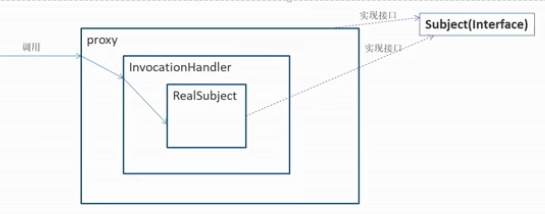 实现接口
Subject(Interface)
调用
proxy
实现接口
InvocationHandler
RealSubject